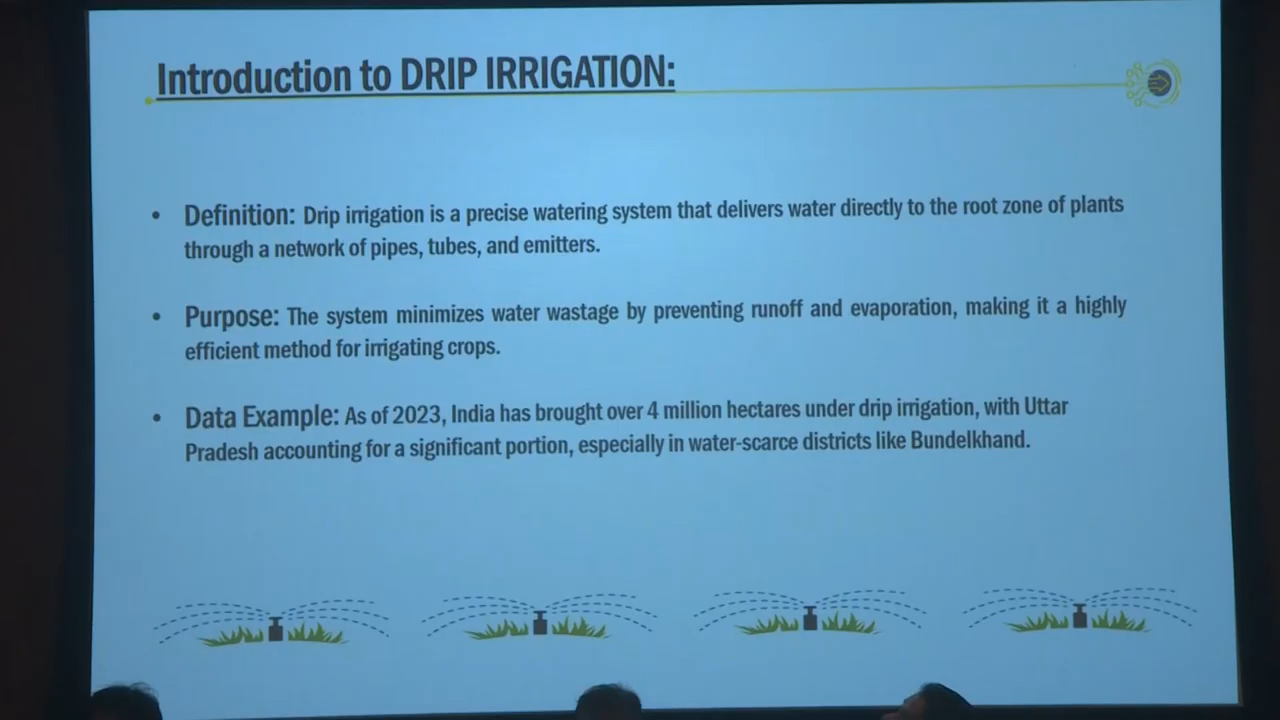 Introduction to DRIP IRRIGATION:
• Definition: Drip irrigation is a precise watering system that delivers water directly to the root zone of plants
through a network of pipes, tubes, and emitters.
• Purpose: The system minimizes water wastage by preventing runoff and evaporation, making it a highly
efficient method for irrigating crops.
• Data Example: As of 2023, India has brought over 4 million hectares under drip irrigation, with Uttar
Pradesh accounting for a significant portion, especially in water-scarce districts like Bundelkhand.